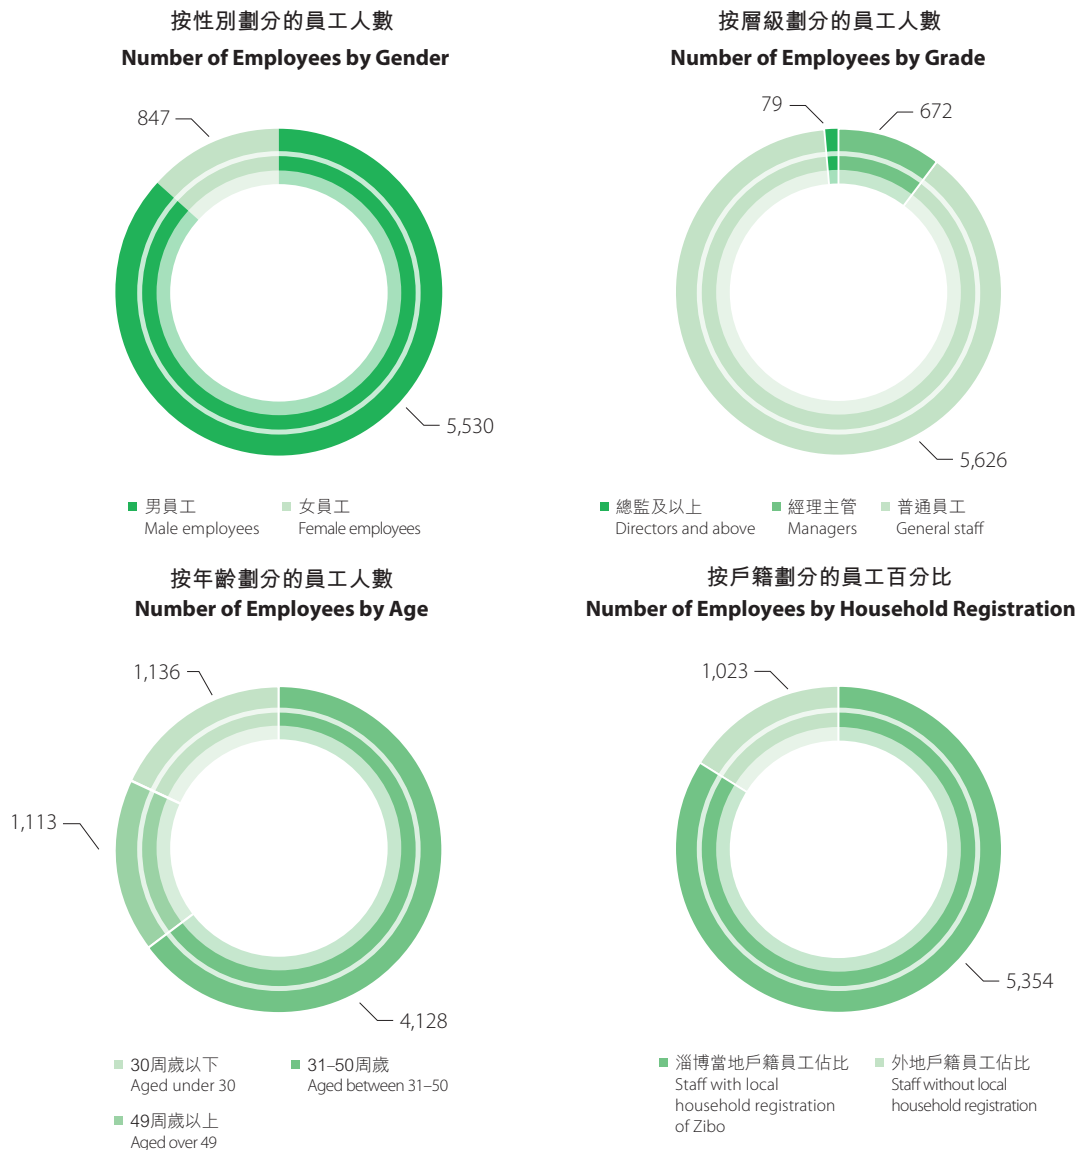 按性別劃分的員工人數
Number of Employees by Gender
847
5,530
男員工
Male employees
女員工
Female employees
按層級劃分的員工人數
Number of Employees by Grade
79
672
5,626
總監及以上
Directors and above
經理主管
Managers
普通員工
General staff
按年齡劃分的員工人數
Number of Employees by Age
1,136
1,113
4,128
30周歲以下
Aged under 30
31–50周歲
Aged between 31–50
49周歲以上
Aged over 49
按戶籍劃分的員工百分比
Number of Employees by Household Registration
1,023
5,354
淄博當地戶籍員工佔比
Staff with local
household registration
of Zibo
外地戶籍員工佔比
Staff without local
household registration